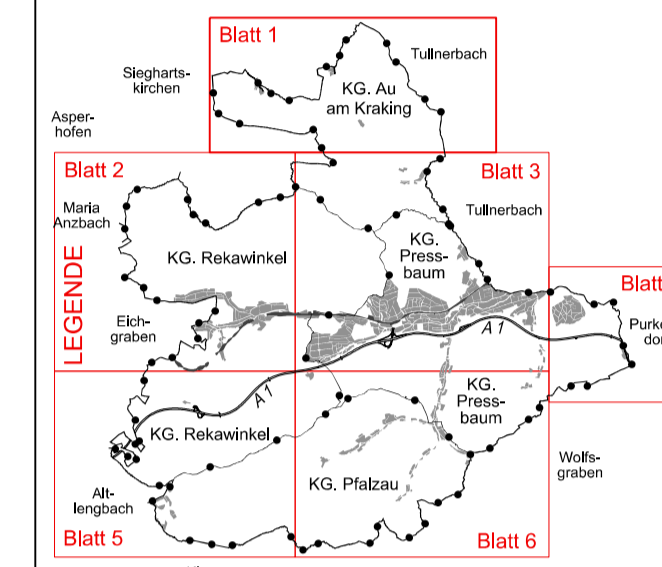 Blatt 1
Tullnerbach
Siegharts-
kirchen
KG. Au
am Kraking
Asper-
hofen
Blatt 2
Blatt 3
Maria
Anzbach
Tullnerbach
KG. Rekawinkel
KG.
Press-
baum
LEGENDE
Blatt
Eich-
graben
A 1
Purke
dor
A 1
KG.
Press-
baum
KG. Rekawinkel
Wolfs-
graben
KG. Pfalzau
Alt-
lengbach
Blatt 5
Blatt 6